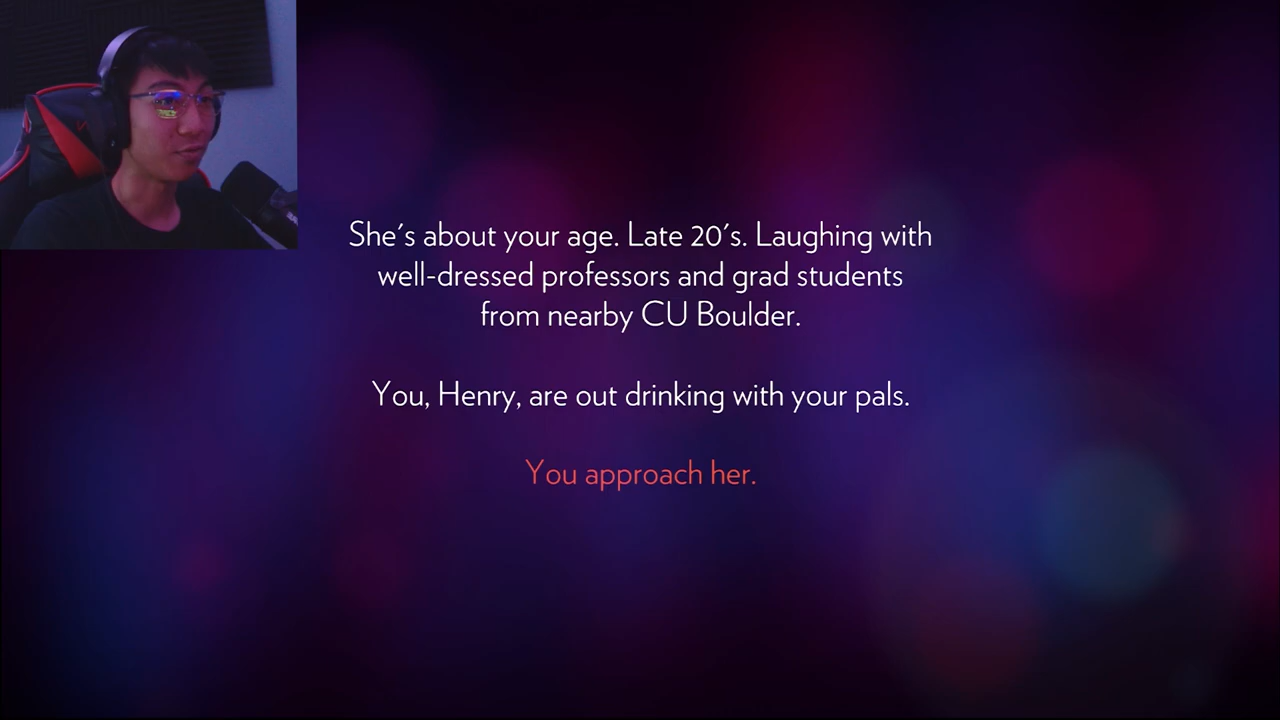 She's about your age. Late 20's. Laughing with
well-dressed professors and grad students
from nearby CU Boulder.
You, Henry, are out drinking with your pals.
You approach her.